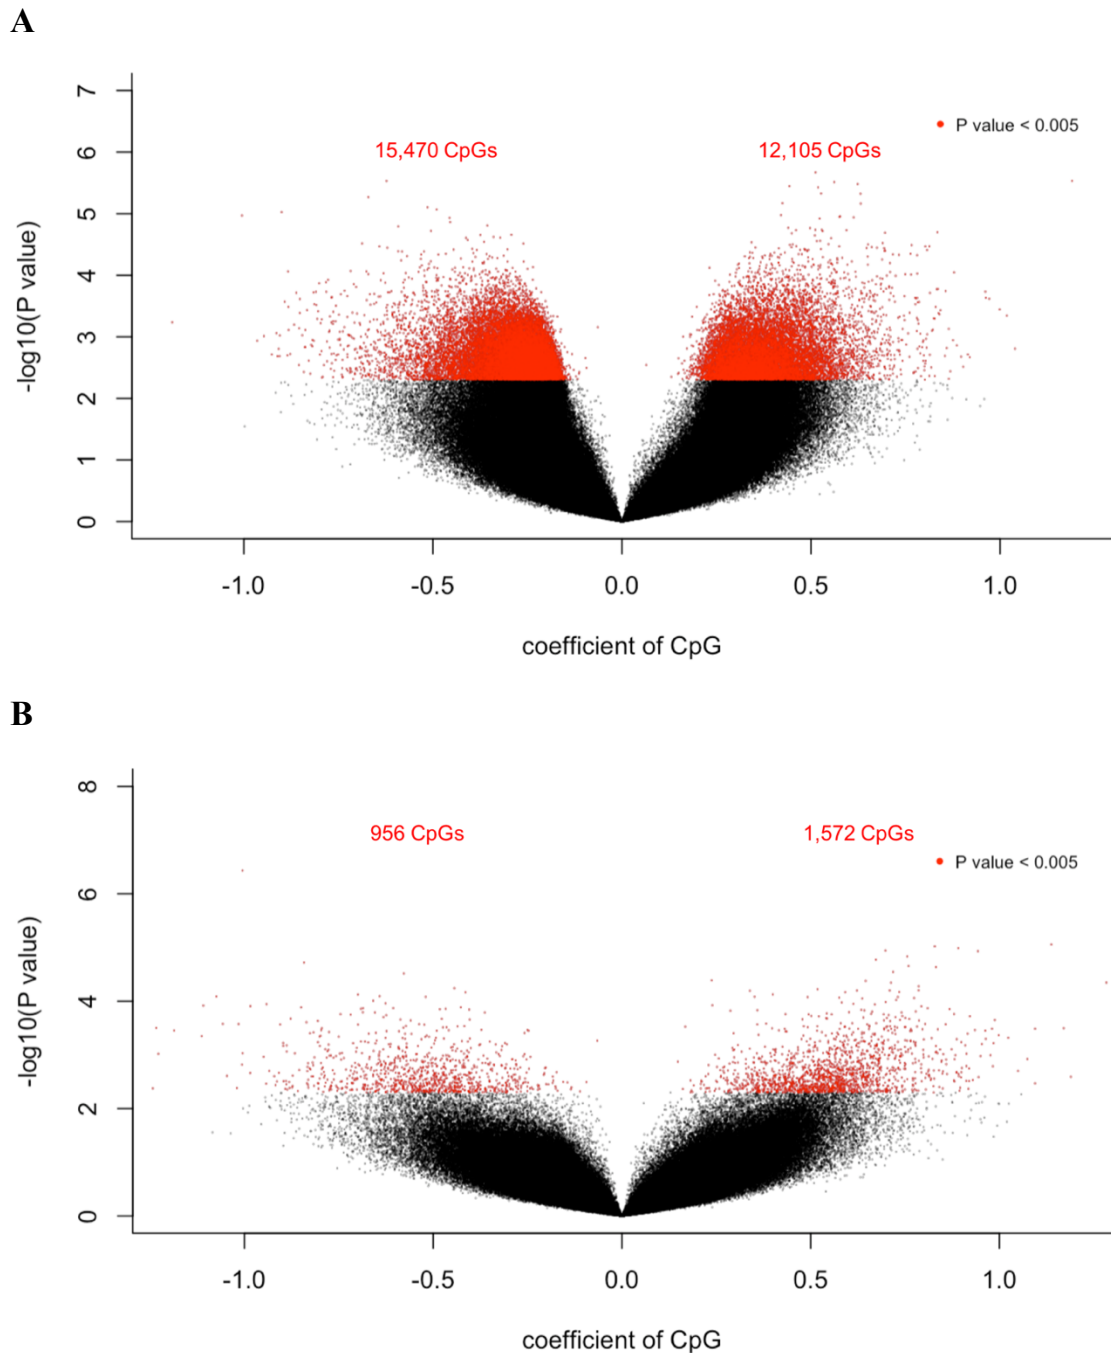 A
7
6
5
4
3
2
1
0
-log10(P value)
15,470 CpGs
12,105 CpGs
P value < 0.005
-1.0 -0.5 0.0 0.5 1.0
coefficient of CpG
B
8
6
4
2
0
-log10(P value)
956 CpGs
1,572 CpGs
P value < 0.005
-1.0 -0.5 0.0 0.5 1.0
coefficient of CpG